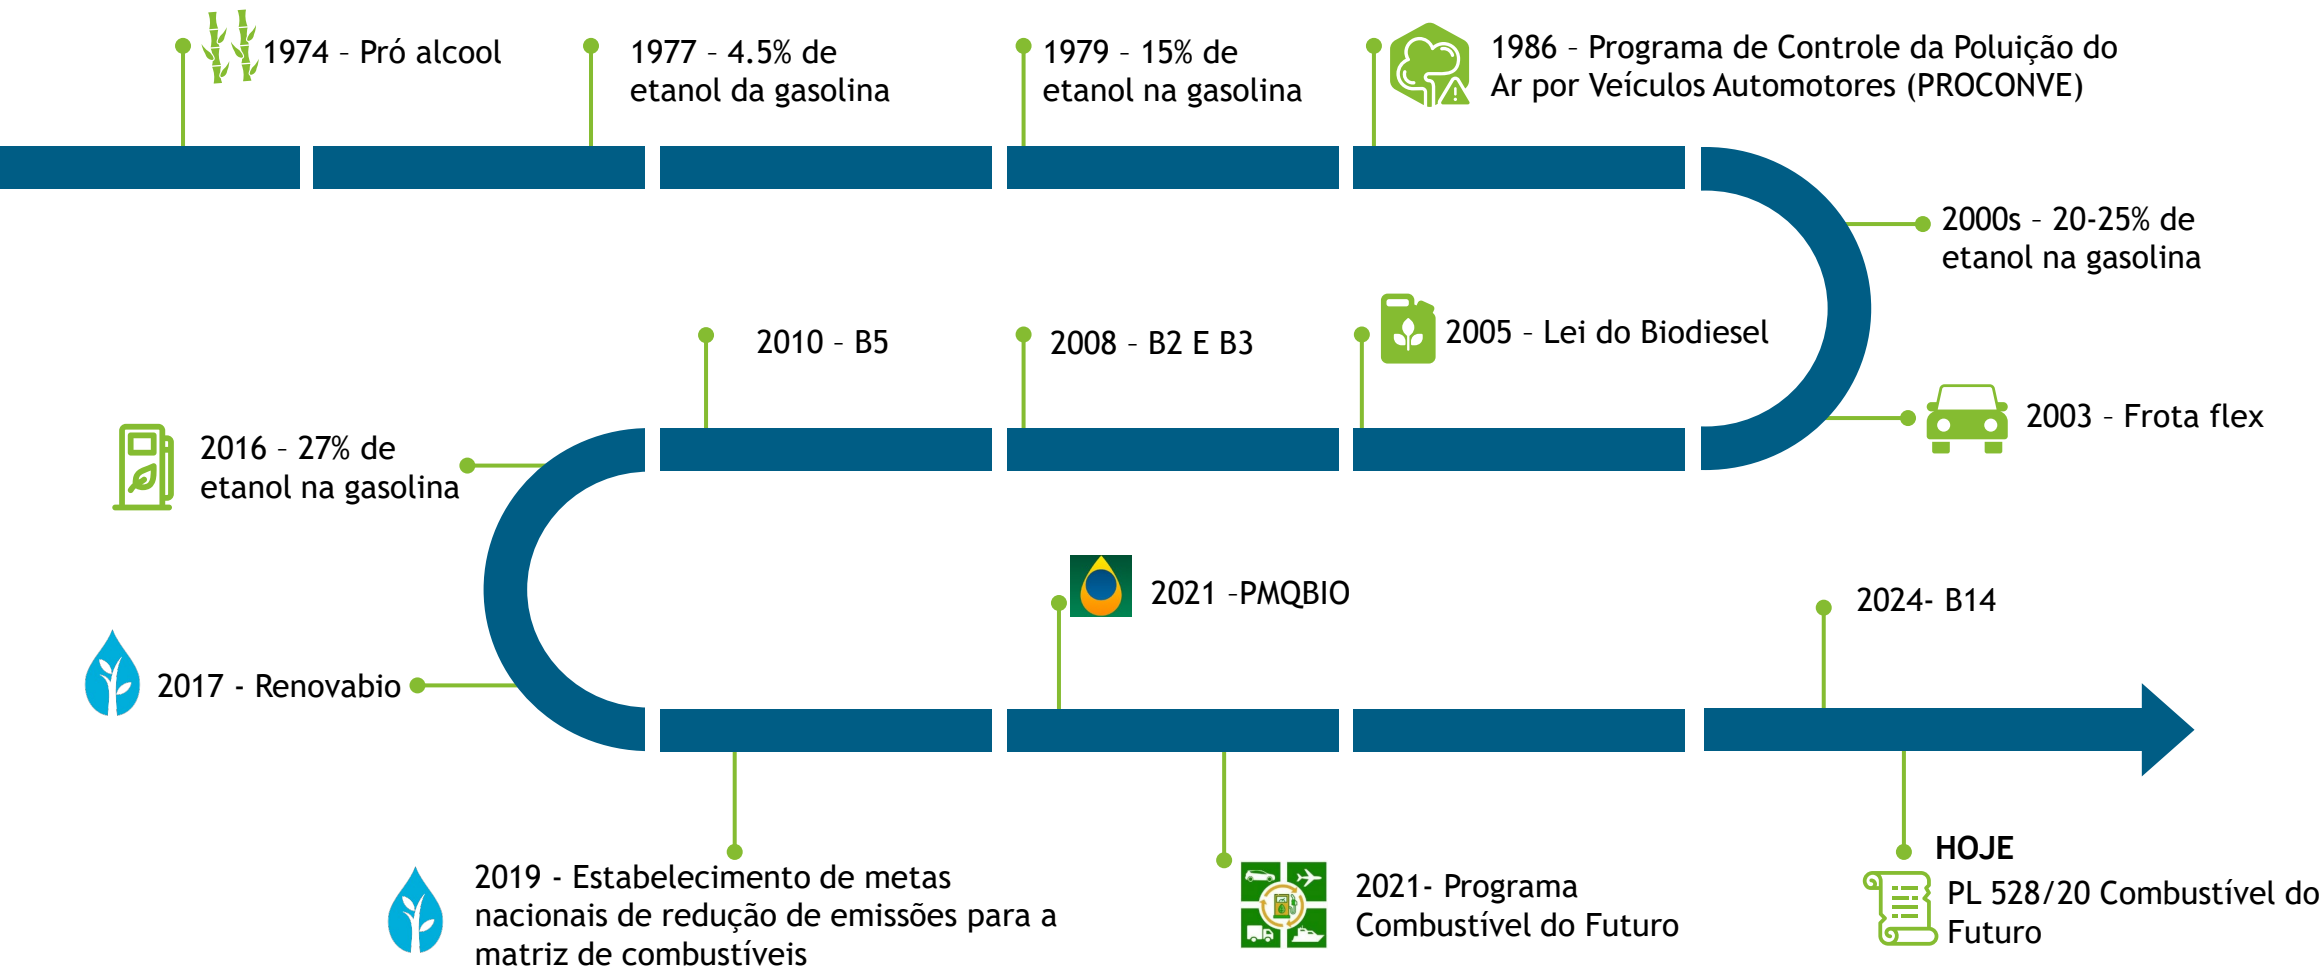 1974 – Pró alcool
1977 – 4.5% de
etanol da gasolina
1979 – 15% de
etanol na gasolina
1986 – Programa de Controle da Poluição do
Ar por Veículos Automotores (PROCONVE)
2000s – 20-25% de
etanol na gasolina
2003 – Frota flex
2005 – Lei do Biodiesel
2008 – B2 E B3
2010 – B5
2016 – 27% de
etanol na gasolina
2017 - Renovabio
2019 - Estabelecimento de metas
nacionais de redução de emissões para a
matriz de combustíveis
2021 –PMQBIO
2021- Programa
Combustível do Futuro
2024- B14
HOJE
PL 528/20 Combustível do
Futuro